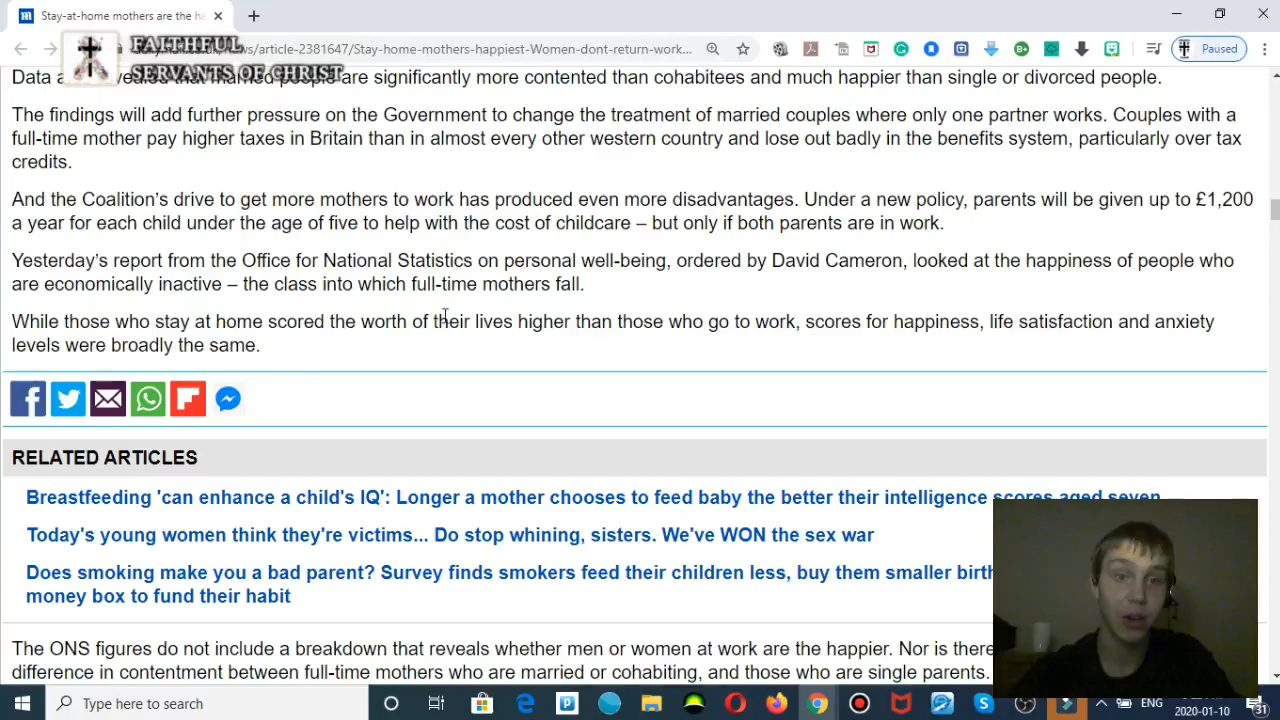 Stay-at-home mothers are the ha
FAITHFUL
SERVANTS OF CHRIST
/article-2381647/Stay-home-mothers-happiest-Women-dont-return-work...
Paused
Data a that married people are significantly more contented than cohabitees and much happier than single or divorced people.
The findings will add further pressure on the Government to change the treatment of married couples where only one partner works. Couples with a
full-time mother pay higher taxes in Britain than in almost every other western country and lose out badly in the benefits system, particularly over tax
credits.
And the Coalition's drive to get more mothers to work has produced even more disadvantages. Under a new policy, parents will be given up to £1,200
a year for each child under the age of five to help with the cost of childcare – but only if both parents are in work.
Yesterday's report from the Office for National Statistics on personal well-being, ordered by David Cameron, looked at the happiness of people who
are economically inactive – the class into which full-time mothers fall.
While those who stay at home scored the worth of their lives higher than those who go to work, scores for happiness, life satisfaction and anxiety
levels were broadly the same.
RELATED ARTICLES
Breastfeeding 'can enhance a child's IQ': Longer a mother chooses to feed baby the better their intelligence scores aged seven
Today's young women think they're victims... Do stop whining, sisters. We've WON the sex war
Does smoking make you a bad parent? Survey finds smokers feed their children less, buy them smaller birth
money box to fund their habit
The ONS figures do not include a breakdown that reveals whether men or women at work are the happier. Nor is there
difference in contentment between full-time mothers who are married or cohabiting, and those who are single parents.
Type here to search
ENG
2020-01-10
31